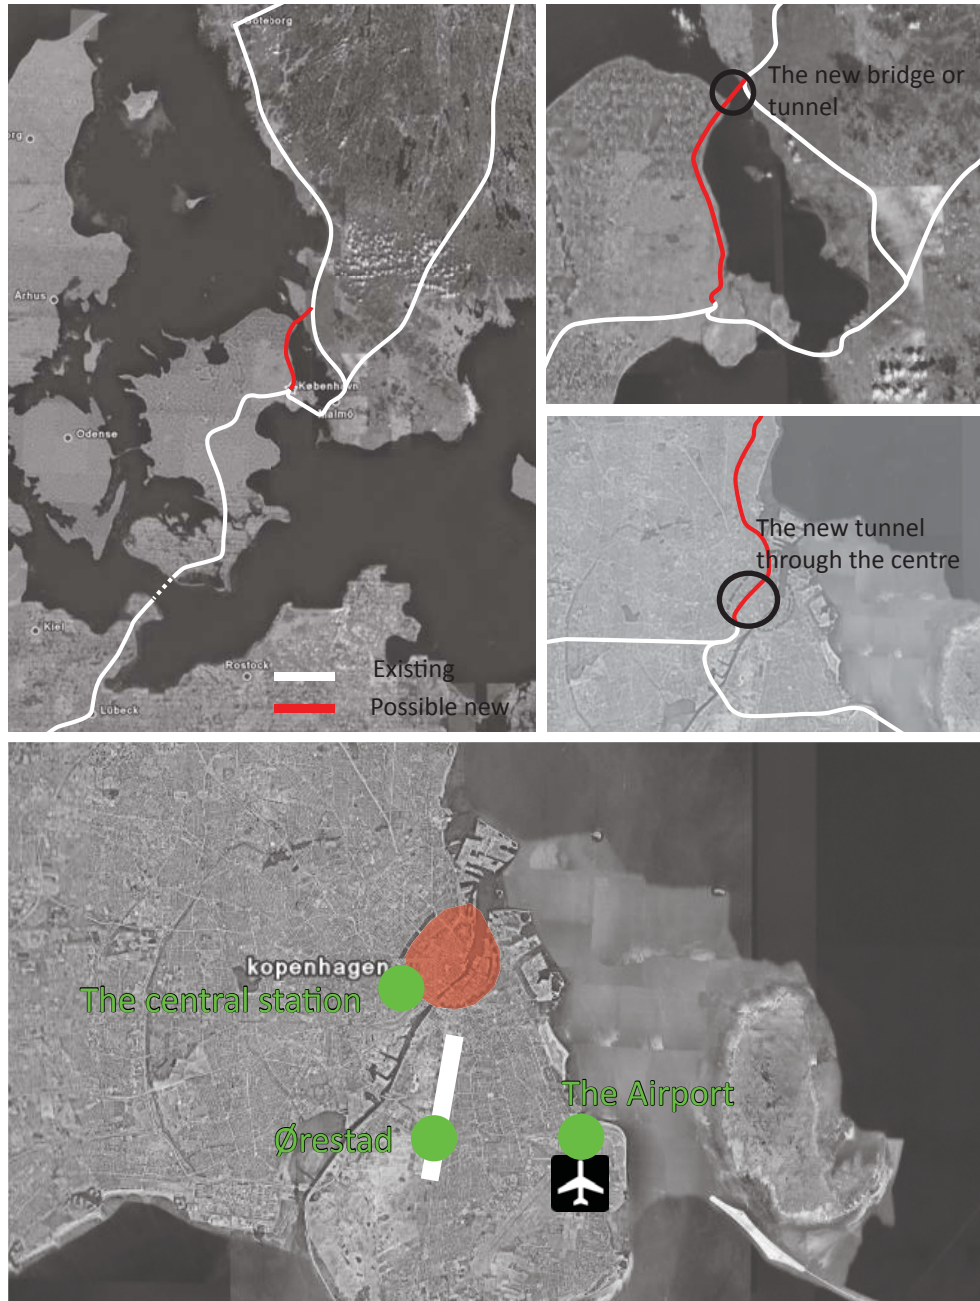 Göteborg
org
Arhus
København
Malmö
Odense
Kiel
Rostock
Lübeck
Existing
Possible new
The new bridge or
tunnel
The new tunnel
through the centre
kopenhagen
The central station
The Airport
Ørestad